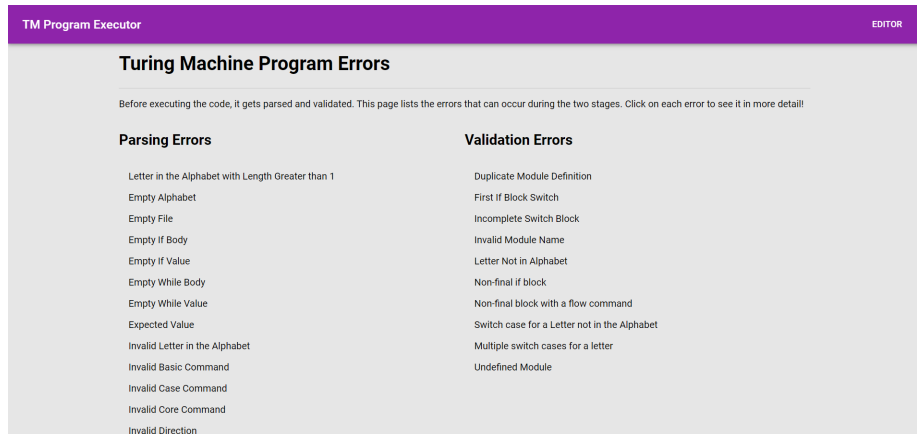 TM Program Executor
EDITOR
Turing Machine Program Errors
Before executing the code, it gets parsed and validated. This page lists the errors that can occur during the two stages. Click on each error to see it in more detail!
Parsing Errors
Letter in the Alphabet with Length Greater than 1
Empty Alphabet
Empty File
Empty If Body
Empty If Value
Empty While Body
Empty While Value
Expected Value
Invalid Letter in the Alphabet
Invalid Basic Command
Invalid Case Command
Invalid Core Command
Invalid Direction
Validation Errors
Duplicate Module Definition
First If Block Switch
Incomplete Switch Block
Invalid Module Name
Letter Not in Alphabet
Non-final if block
Non-final block with a flow command
Switch case for a Letter not in the Alphabet
Multiple switch cases for a letter
Undefined Module